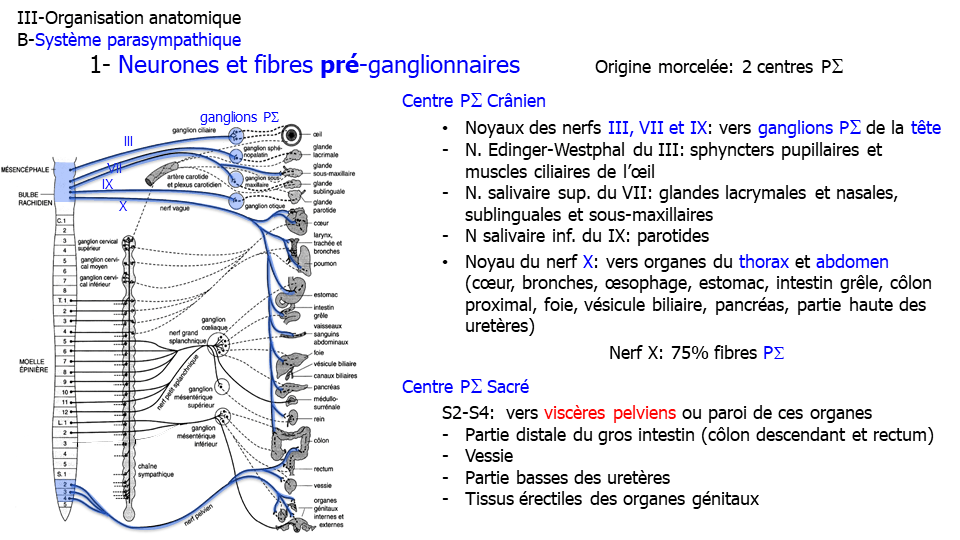 III-Organisation anatomique
B-Système parasympathique
1- Neurones et fibres pré-ganglionnaires
Origine morcelée: 2 centres PΣ
ganglions PΣ
ganglion ciliaire
III
œil
ganglion sphé-
nopalatin
glande
lacrimale
MÉSENCÉPHALE
VII
glande
sous-maxillaire
artère carotide
et plexus carotidien
ganglion sous-
maxillaire
IX
glande
sublinguale
BULBE
RACHIDIEN
X
nerf vague
ganglion otique
glande
parotide
C. 1
2
3
4
5
6
7
8
T. 1
2
3
4
5
6
7
8
9
10
11
12
L. 1
2
3
4
5
S. 1
2
3
4
5
MOELLE
ÉPINIÈRE
ganglion cervical
supérieur
ganglion cervi-
cal moyen
ganglion cervi-
cal inférieur
cœur
larynx,
trachée et
bronches
poumon
estomac
intestin
grêle
vaisseaux
sanguins
abdominaux
foie
vésicule biliaire
canaux biliaires
pancréas
médullo-
surrénale
rein
côlon
rectum
vessie
organes
génitaux
internes et
externes
ganglion
cœliaque
nerf grand
splanchnique
nerf petit splanchnique
ganglion
mésentérique
supérieur
ganglion
mésentérique
inférieur
chaîne
sympathique
nerf pelvien
Centre PΣ Crânien
• Noyaux des nerfs III, VII et IX: vers ganglions PΣ de la tête
- N. Edinger-Westphal du III: sphyncters pupillaires et
muscles ciliaires de l’œil
- N. salivaire sup. du VII: glandes lacrymales et nasales,
sublinguales et sous-maxillaires
- N salivaire inf. du IX: parotides
• Noyau du nerf X: vers organes du thorax et abdomen
(cœur, bronches, œsophage, estomac, intestin grêle, côlon
proximal, foie, vésicule biliaire, pancréas, partie haute des
uretères)
Nerf X: 75% fibres PΣ
Centre PΣ Sacré
S2-S4: vers viscères pelviens ou paroi de ces organes
- Partie distale du gros intestin (côlon descendant et rectum)
- Vessie
- Partie basses des uretères
- Tissus érectiles des organes génitaux